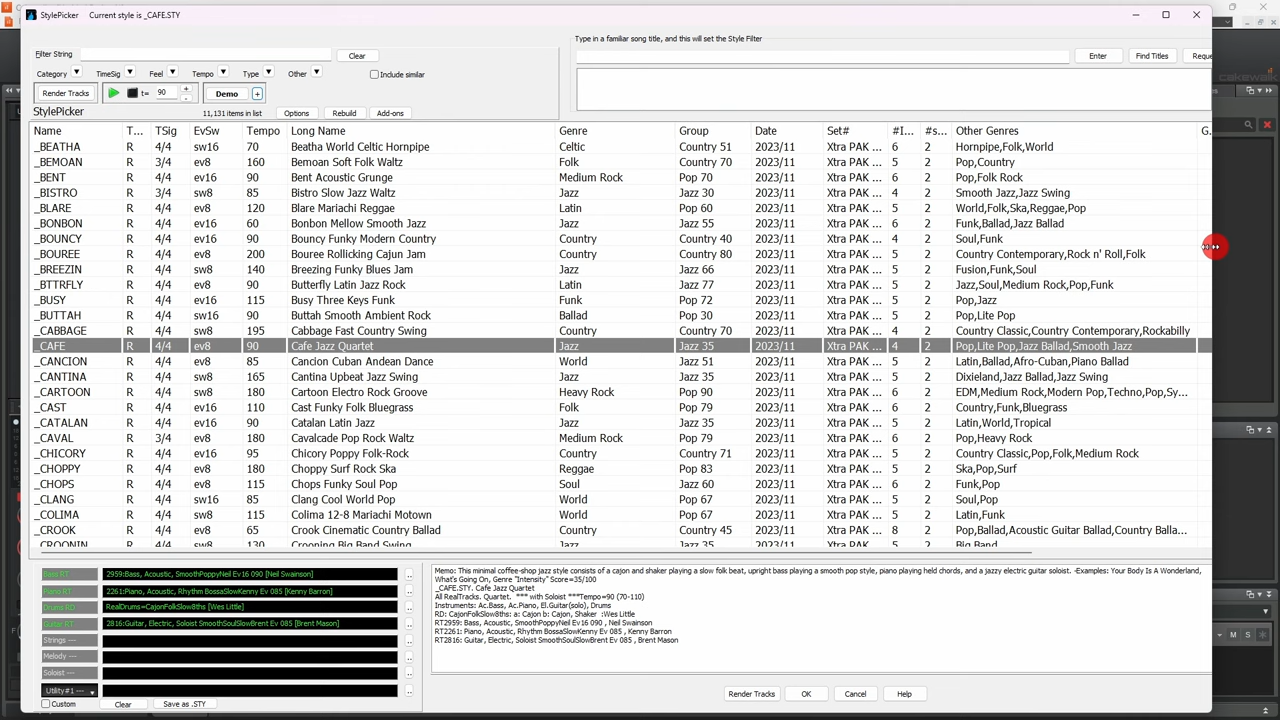 StylePicker Current style is _CAFE.STY
Type in a familiar song title, and this will set the Style Filter
Filter String Clear Enter Find Titles Reque
Category TimeSig Feel Tempo Type Other Include similar
cakewalk
Render Tracks t= 90 Demo +
StylePicker 11,131 items in list Options Rebuild Add-ons
Name T... TSig EvSw Tempo Long Name Genre Group Date Set# #I... #s... Other Genres G.
_BEATHA R 4/4 sw16 70 Beatha World Celtic Hornpipe Celtic Country 51 2023/11 Xtra PAK ... 6 2 Hornpipe,Folk,World
_BEMOAN R 3/4 ev8 160 Bemoan Soft Folk Waltz Folk Country 70 2023/11 Xtra PAK ... 5 2 Pop,Country
_BENT R 4/4 ev16 90 Bent Acoustic Grunge Medium Rock Pop 70 2023/11 Xtra PAK ... 6 2 Pop,Folk Rock
_BISTRO R 3/4 sw8 85 Bistro Slow Jazz Waltz Jazz Jazz 30 2023/11 Xtra PAK ... 4 2 Smooth Jazz,Jazz Swing
_BLARE R 4/4 ev8 120 Blare Mariachi Reggae Latin Pop 60 2023/11 Xtra PAK ... 5 2 World,Folk,Ska,Reggae,Pop
_BONBON R 4/4 ev16 60 Bonbon Mellow Smooth Jazz Jazz Jazz 55 2023/11 Xtra PAK ... 6 2 Funk,Ballad,Jazz Ballad
_BOUNCY R 4/4 ev16 90 Bouncy Funky Modern Country Country Country 40 2023/11 Xtra PAK ... 4 2 Soul,Funk
_BOUREE R 4/4 ev8 200 Bouree Rollicking Cajun Jam Country Country 80 2023/11 Xtra PAK ... 5 2 Country Contemporary,Rock n' Roll,Folk
_BREEZIN R 4/4 sw8 140 Breezing Funky Blues Jam Jazz Jazz 66 2023/11 Xtra PAK ... 5 2 Fusion,Funk,Soul
_BTTRFLY R 4/4 ev8 90 Butterfly Latin Jazz Rock Latin Country 77 2023/11 Xtra PAK ... 5 2 Jazz,Soul,Medium Rock,Pop,Funk
_BUSY R 4/4 ev16 115 Busy Three Keys Funk Funk Pop 72 2023/11 Xtra PAK ... 5 2 Pop,Jazz
_BUTTAH R 4/4 sw16 90 Buttah Smooth Ambient Rock Ballad Pop 30 2023/11 Xtra PAK ... 5 2 Pop,Lite Pop
_CABBAGE R 4/4 sw8 195 Cabbage Fast Country Swing Country Country 70 2023/11 Xtra PAK ... 4 2 Country Classic,Country Contemporary,Rockabilly
_CAFE R 4/4 ev8 90 Cafe Jazz Quartet Jazz Jazz 35 2023/11 Xtra PAK ... 4 2 Pop,Lite Pop,Jazz Ballad,Smooth Jazz
_CANCION R 4/4 ev8 85 Cancion Cuban Andean Dance World Jazz 51 2023/11 Xtra PAK ... 5 2 Latin,Ballad,Afro-Cuban,Piano Ballad
_CANTINA R 4/4 sw8 165 Cantina Upbeat Jazz Swing Jazz Jazz 35 2023/11 Xtra PAK ... 5 2 Dixieland,Jazz Ballad,Jazz Swing
_CARTOON R 4/4 sw8 180 Cartoon Electro Rock Groove Heavy Rock Pop 90 2023/11 Xtra PAK ... 6 2 EDM,Medium Rock,Modern Pop,Techno,Pop,Sy...
_CAST R 4/4 ev16 110 Cast Funky Folk Bluegrass Folk Pop 79 2023/11 Xtra PAK ... 6 2 Country,Funk,Bluegrass
_CATALAN R 4/4 ev16 90 Catalan Latin Jazz Jazz Country 77 2023/11 Xtra PAK ... 5 2 Latin,World,Tropical
_CAVAL R 3/4 ev8 180 Cavalcade Pop Rock Waltz Medium Rock Pop 79 2023/11 Xtra PAK ... 6 2 Pop,Heavy Rock
_CHICORY R 4/4 ev16 95 Chicory Poppy Folk-Rock Pop Country 71 2023/11 Xtra PAK ... 5 2 Country,Pop,Folk,Medium Rock
_CHOPPY R 4/4 ev8 180 Choppy Surf Rock Ska Reggae Pop 83 2023/11 Xtra PAK ... 5 2 Ska,Pop,Surf
_CHOPS R 4/4 ev8 115 Chops Funky Soul Pop Soul Jazz 60 2023/11 Xtra PAK ... 6 2 Funk,Pop
_CLANG R 4/4 sw16 85 Clang Cool World Pop World Pop 67 2023/11 Xtra PAK ... 5 2 Soul,Pop
_COLIMA R 4/4 sw8 110 Colima 12-8 Mariachi Motown World Pop 67 2023/11 Xtra PAK ... 5 2 Latin,Funk
_CROOK R 4/4 ev8 65 Crook Cinematic Country Ballad Country Country 45 2023/11 Xtra PAK ... 8 2 Pop,Ballad,Acoustic Guitar Ballad,Country Balla...
_CROONIN R 4/4 sw8 130 Crooning Big Band Swing Jazz Jazz 35 2023/11 Xtra PAK ... 5 2 Big Band
Bass RT 2959:Bass, Acoustic, SmoothPoppyNeil Ev16 090 [Neil Swainson] ..
Piano RT 2261:Piano, Acoustic, Rhythm BossaSlowKenny Ev 085 [Kenny Barron] ..
Drums RD RealDrums=CajonFolkSlow8ths [Wes Little] ..
Guitar RT 2816:Guitar, Electric, Soloist SmoothSoulSlowBrent Ev 085 [Brent Mason] ..
Strings --- ..
Melody --- ..
Soloist --- ..
Utility#1 --- ..
Custom Clear Save as .STY
Memo: This minimal coffee-shop jazz style consists of a cajon and shaker playing a slow folk beat, upright bass playing a smooth pop style, piano playing held chords, and a jazzy electric guitar soloist. -Examples: Your Body Is A Wonderland,
What's Going On, Genre "Intensity" Score=35/100
_CAFE.STY. Cafe Jazz Quartet
All RealTracks. Quartet. *** with Soloist ***Tempo=90 (70-110)
Instruments: Ac.Bass, Ac.Piano, El.Guitar(solo), Drums
RD: CajonFolkSlow8ths: a: Cajon b: Cajon, Shaker :Wes Little
RT2959: Bass, Acoustic, SmoothPoppyNeil Ev16 090 , Neil Swainson
RT2261: Piano, Acoustic, Rhythm BossaSlowKenny Ev 085 , Kenny Barron
RT2816: Guitar, Electric, Soloist SmoothSoulSlowBrent Ev 085 , Brent Mason
Render Tracks OK Cancel Help
M S